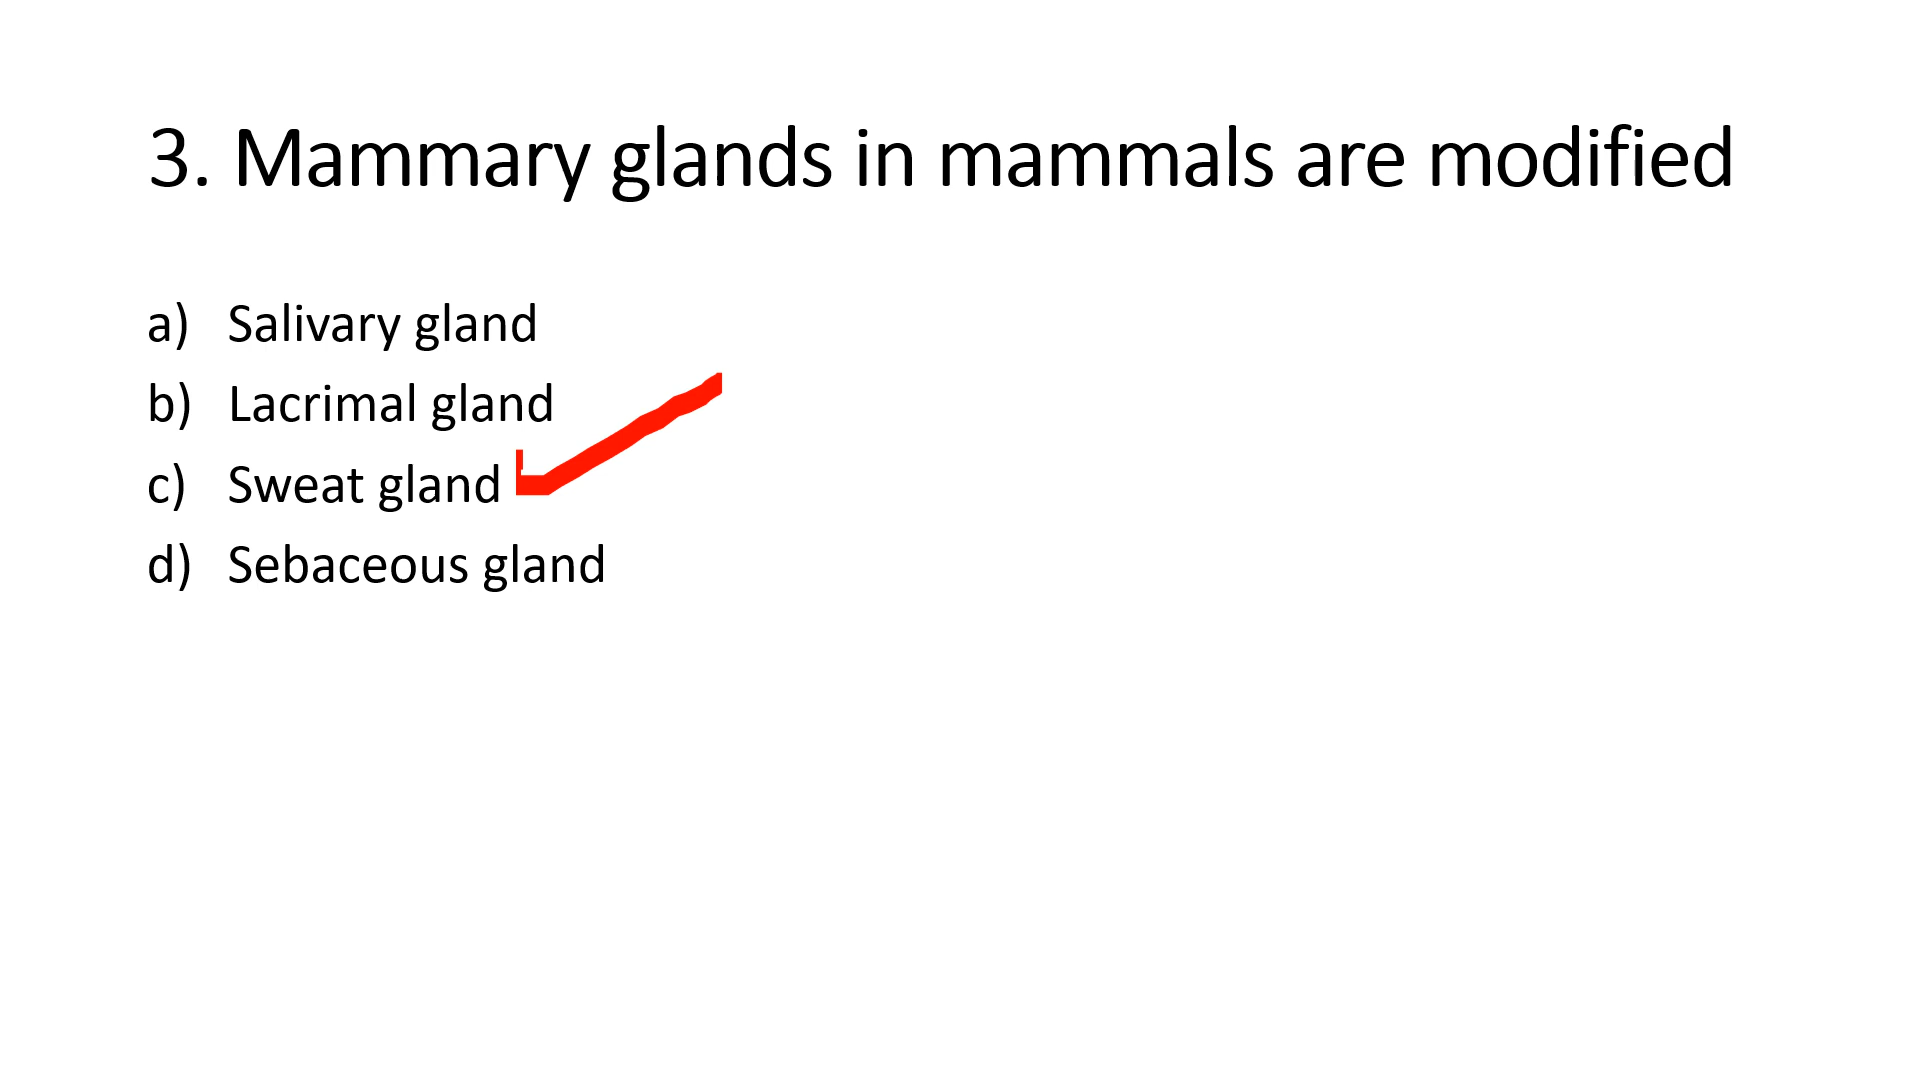 3. Mammary glands in mammals are modified
a) Salivary gland
b) Lacrimal gland
c) Sweat gland
d) Sebaceous gland